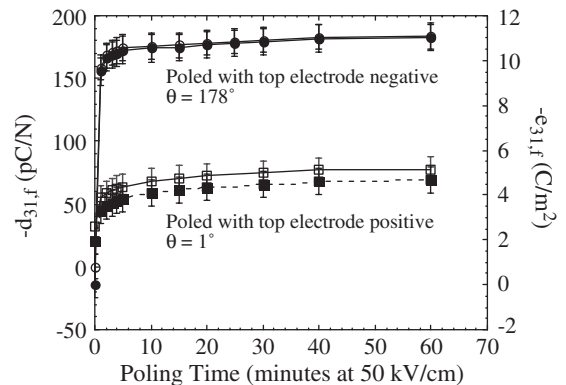 200
150
100
50
0
-50
-d31,f (pC/N)
12
10
8
6
4
2
0
-2
-e31,f (C/m²)
Poled with top electrode negative
θ = 178°
Poled with top electrode positive
θ = 1°
0 10 20 30 40 50 60 70
Poling Time (minutes at 50 kV/cm)